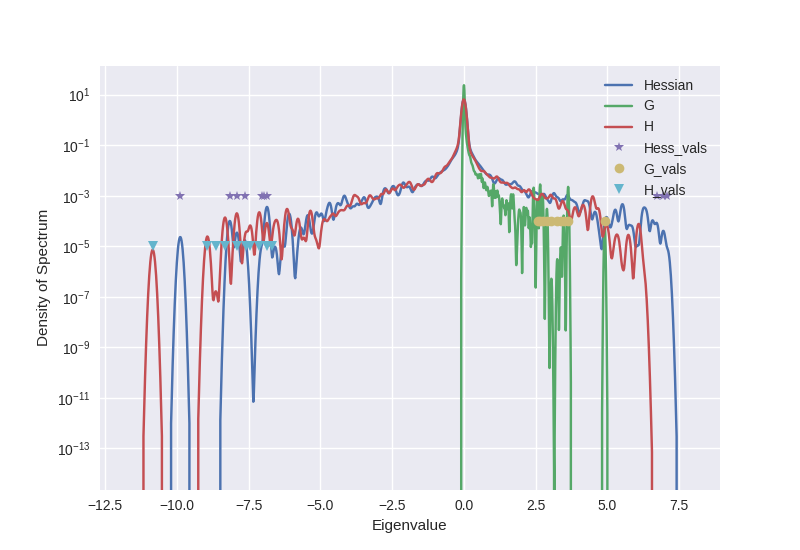 10¹
10⁻¹
10⁻³
10⁻⁵
10⁻⁷
10⁻⁹
10⁻¹¹
10⁻¹³
Density of Spectrum
Hessian
G
H
Hess_vals
G_vals
H_vals
−12.5 −10.0 −7.5 −5.0 −2.5 0.0 2.5 5.0 7.5
Eigenvalue